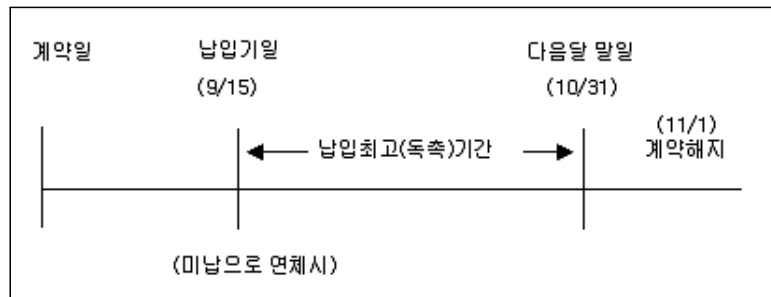 계약일
납입기일
(9/15)
다음달 말일
(10/31)
(11/1)
계약해지
납입최고(독촉)기간
(미납으로 연체시)